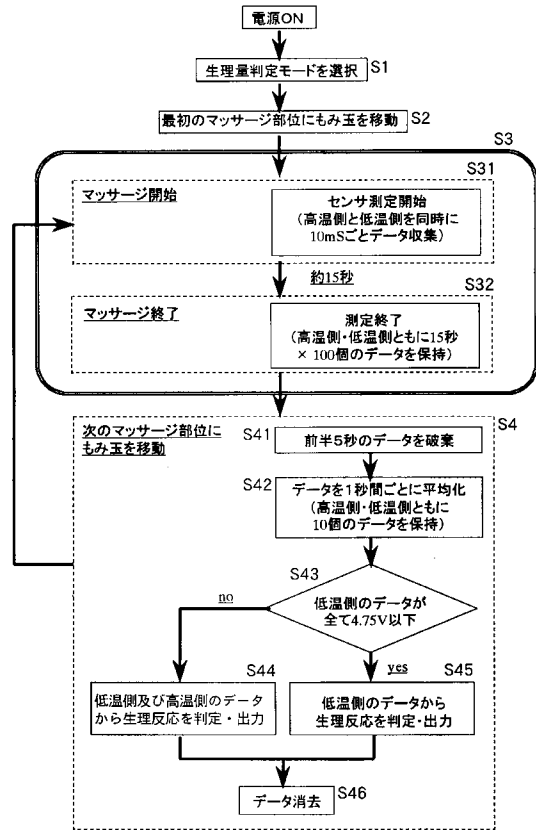 電源ON
生理量判定モードを選択
S1
最初のマッサージ部位にもみ玉を移動
S2
S3
S31
マッサージ開始
センサ測定開始
(高温側と低温側を同時に
10mSごとデータ収集)
約15秒
S32
マッサージ終了
測定終了
(高温側・低温側ともに15秒
× 100個のデータを保持)
S4
次のマッサージ部位に
もみ玉を移動
S41
前半5秒のデータを破棄
S42
データを1秒間ごとに平均化
(高温側・低温側ともに
10個のデータを保持)
S43
低温側のデータが
全て4.75V以下
no
yes
S44
低温側及び高温側のデータ
から生理反応を判定・出力
S45
低温側のデータから
生理反応を判定・出力
データ消去
S46